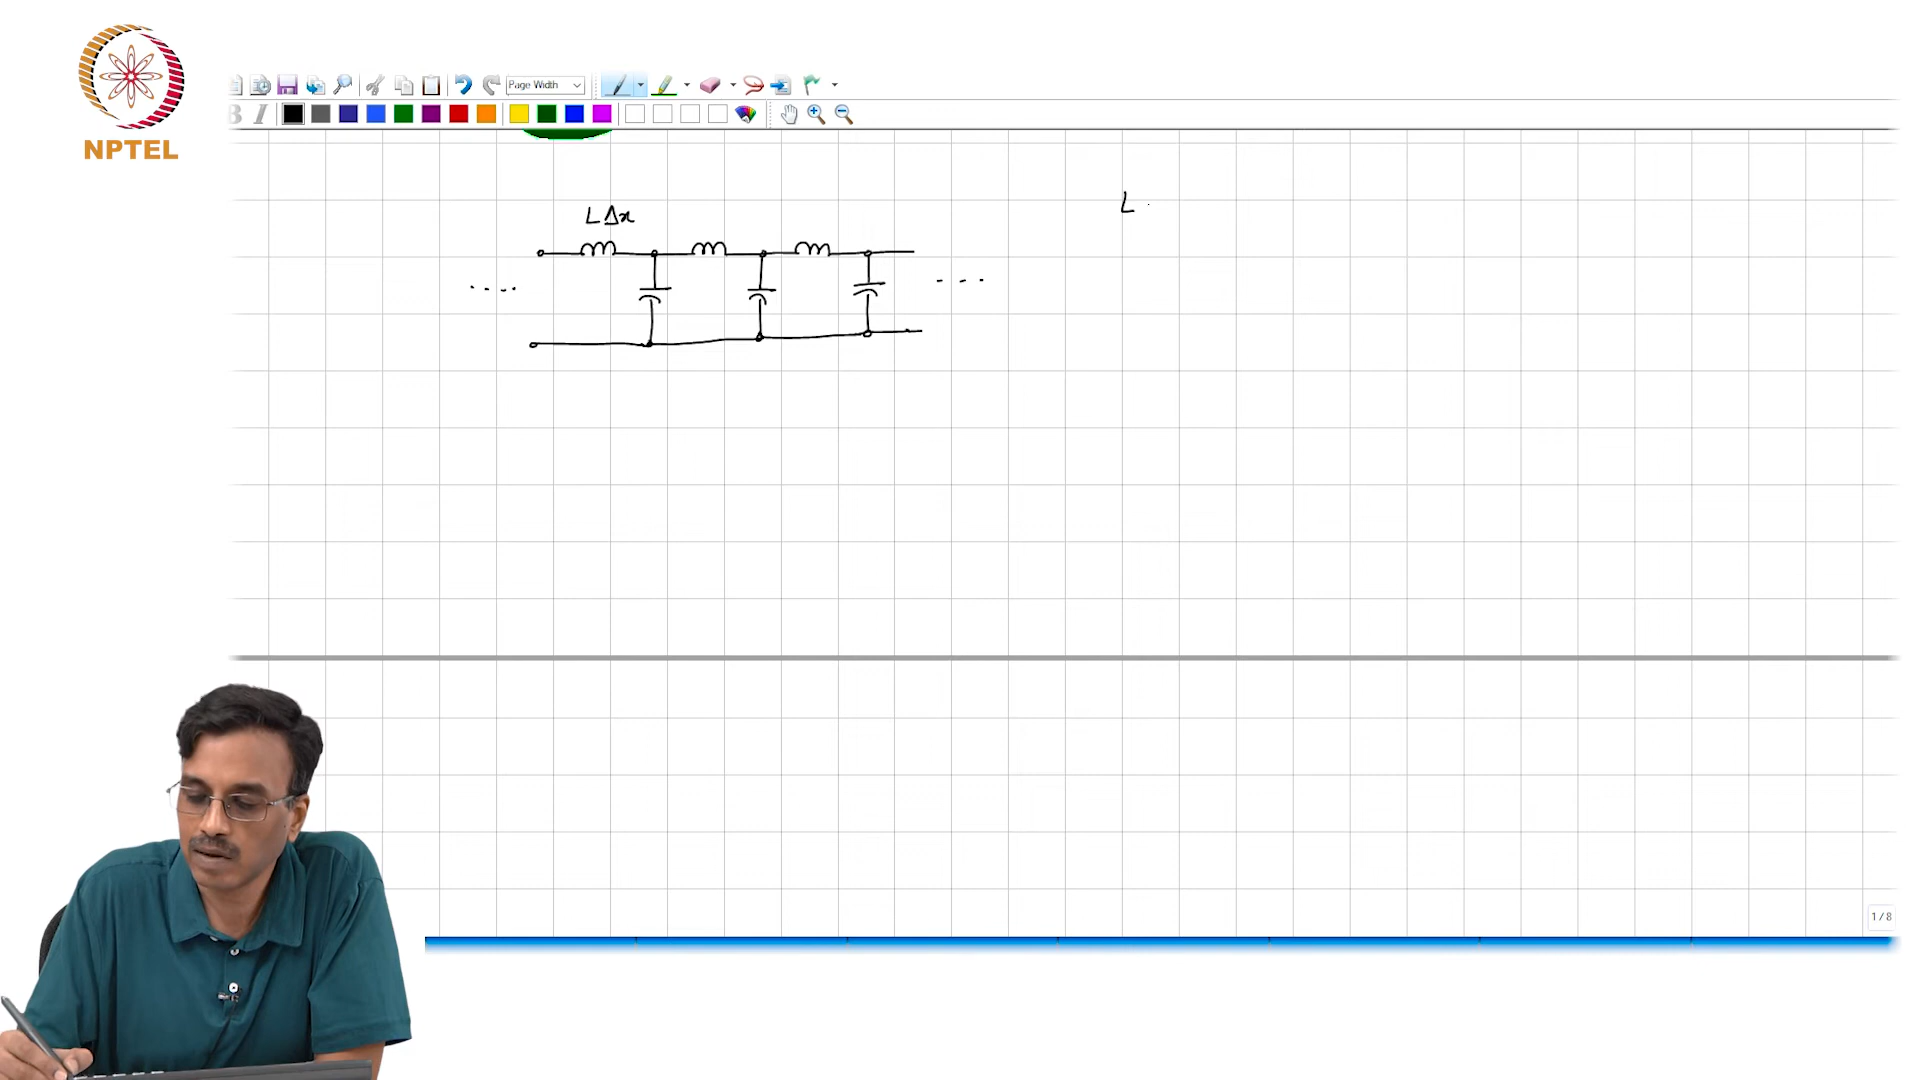 NPTEL
Page Width
B I
L
LΔx
1 / 8